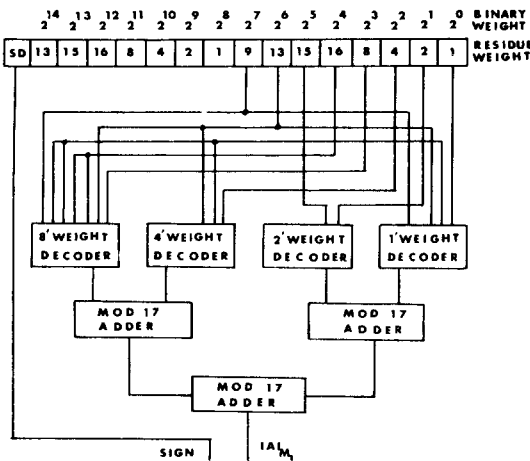 2^14 2^13 2^12 2^11 2^10 2^9 2^8 2^7 2^6 2^5 2^4 2^3 2^2 2^1 2^0 BINARY WEIGHT
SD 13 15 16 8 4 2 1 9 13 15 16 8 4 2 1 RESIDUE WEIGHT
8' WEIGHT DECODER
4' WEIGHT DECODER
2' WEIGHT DECODER
1' WEIGHT DECODER
MOD 17 ADDER
MOD 17 ADDER
MOD 17 ADDER
SIGN
|A|M1